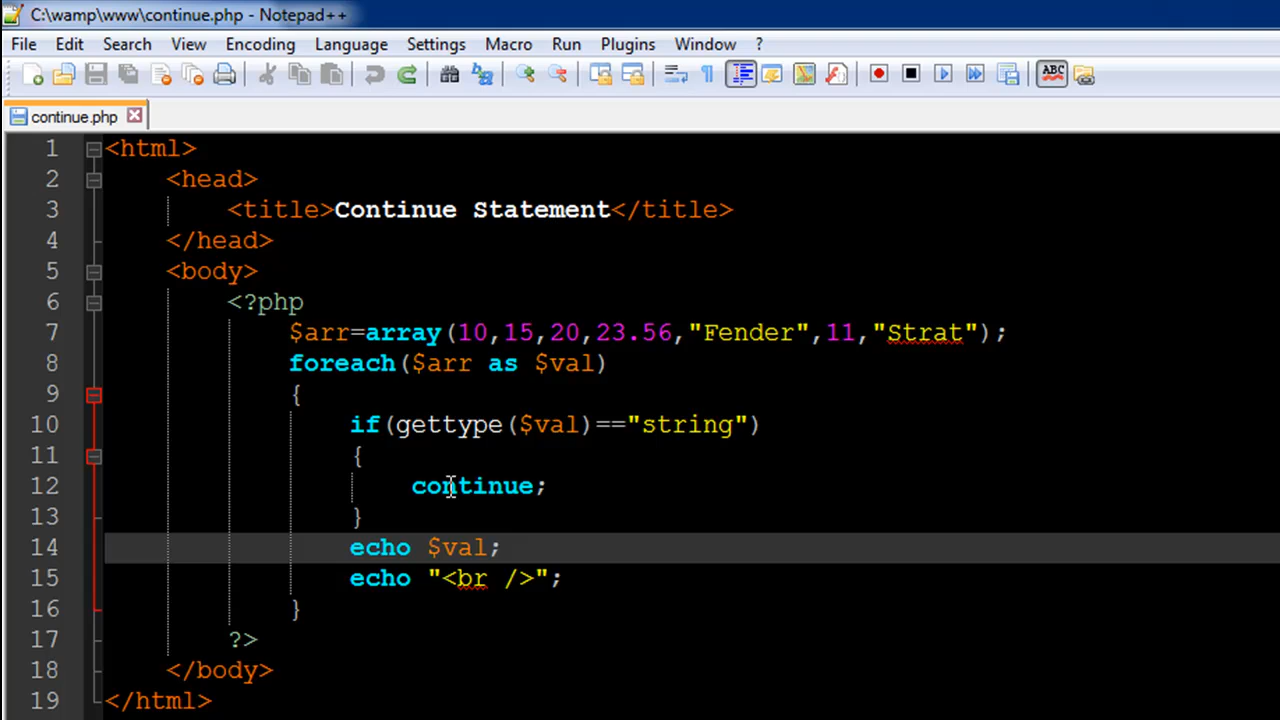 C:\wamp\www\continue.php - Notepad++
File Edit Search View Encoding Language Settings Macro Run Plugins Window ?
ABC
continue.php
1 <html>
2 <head>
3 <title>Continue Statement</title>
4 </head>
5 <body>
6 <?php
7 $arr=array(10,15,20,23.56,"Fender",11,"Strat");
8 foreach($arr as $val)
9 {
10 if(gettype($val)=="string")
11 {
12 continue;
13 }
14 echo $val;
15 echo "<br />";
16 }
17 ?>
18 </body>
19 </html>